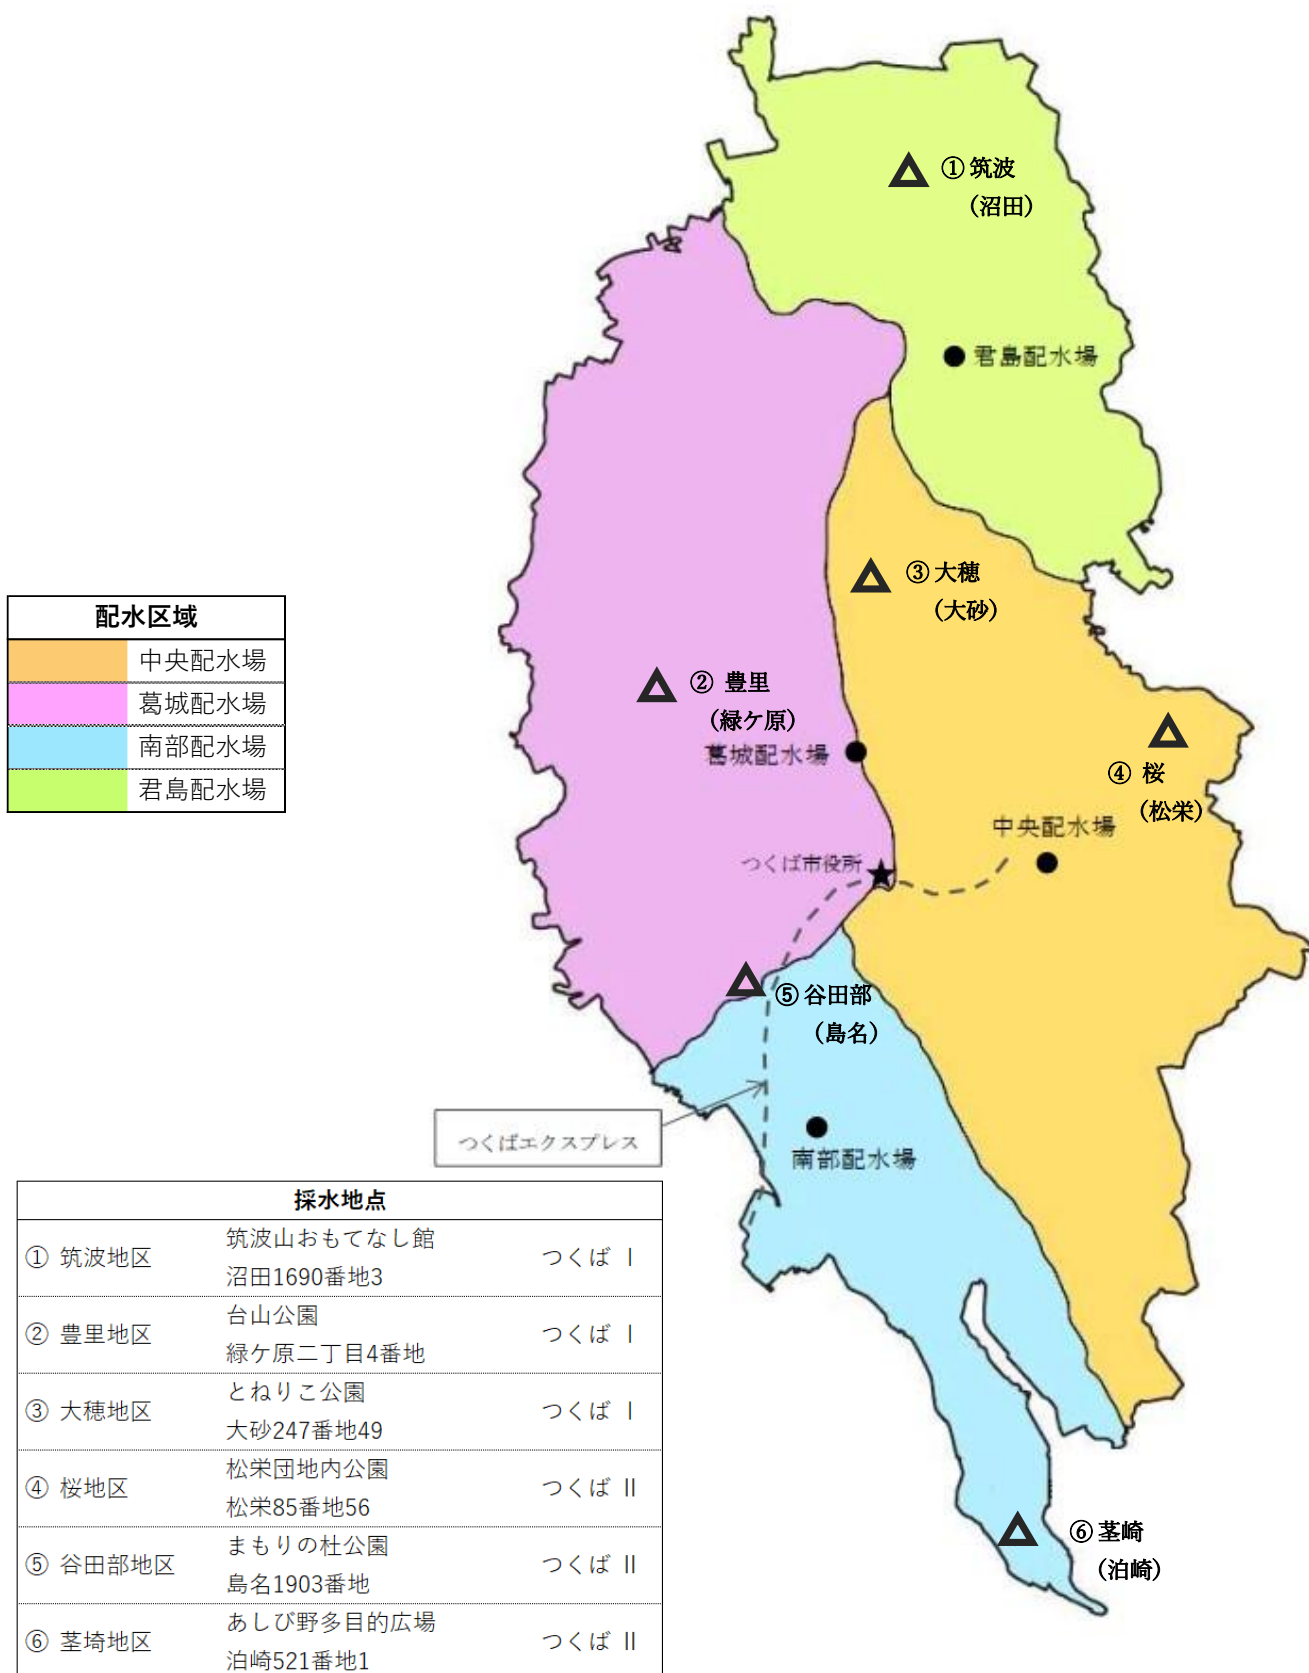 ① 筑波
（沼田）
君島配水場
③ 大穂
（大砂）
配水区域
中央配水場
葛城配水場
南部配水場
君島配水場
② 豊里
（緑ケ原）
葛城配水場
④ 桜
（松栄）
中央配水場
つくば市役所
⑤ 谷田部
（島名）
つくばエクスプレス
南部配水場
採水地点
① 筑波地区 筑波山おもてなし館 つくば Ⅰ
沼田1690番地3
② 豊里地区 台山公園 つくば Ⅰ
緑ケ原二丁目4番地
③ 大穂地区 とねりこ公園 つくば Ⅰ
大砂247番地49
④ 桜地区 松栄団地内公園 つくば Ⅱ
松栄85番地56
⑤ 谷田部地区 まもりの杜公園 つくば Ⅱ
島名1903番地
⑥ 茎埼地区 あしび野多目的広場 つくば Ⅱ
泊崎521番地1
⑥ 茎崎
（泊崎）